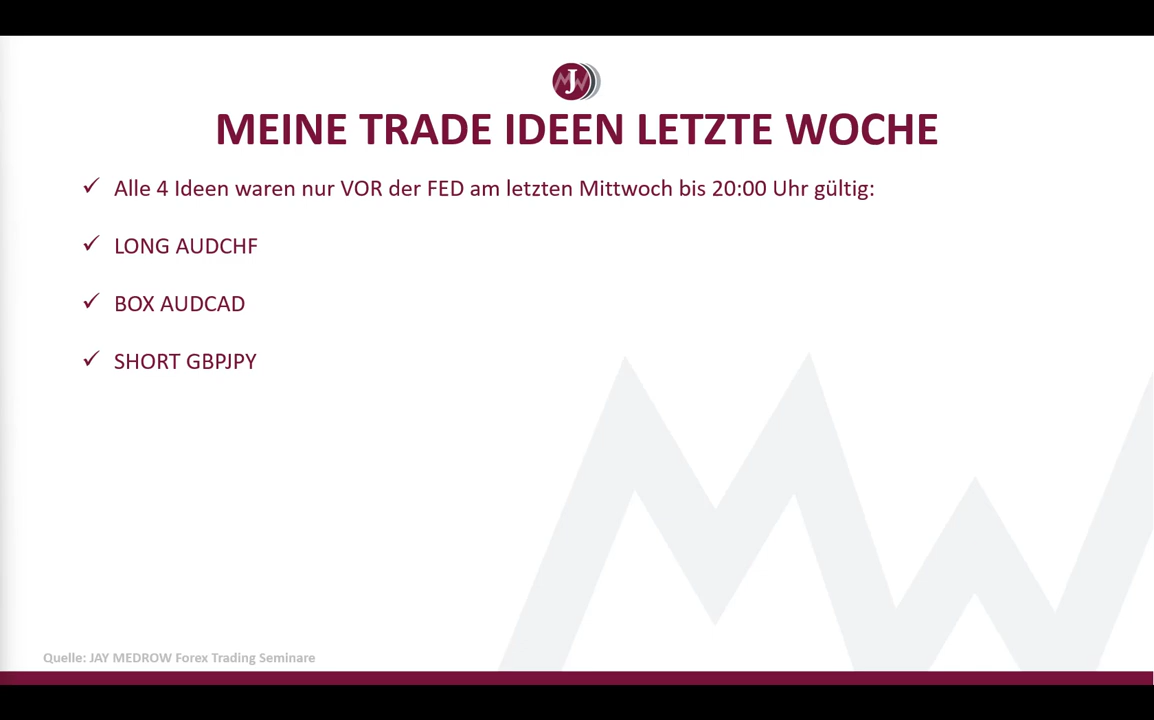 J
MEINE TRADE IDEEN LETZTE WOCHE
✓ Alle 4 Ideen waren nur VOR der FED am letzten Mittwoch bis 20:00 Uhr gültig:
✓ LONG AUDCHF
✓ BOX AUDCAD
✓ SHORT GBPJPY
Quelle: JAY MEDROW Forex Trading Seminare